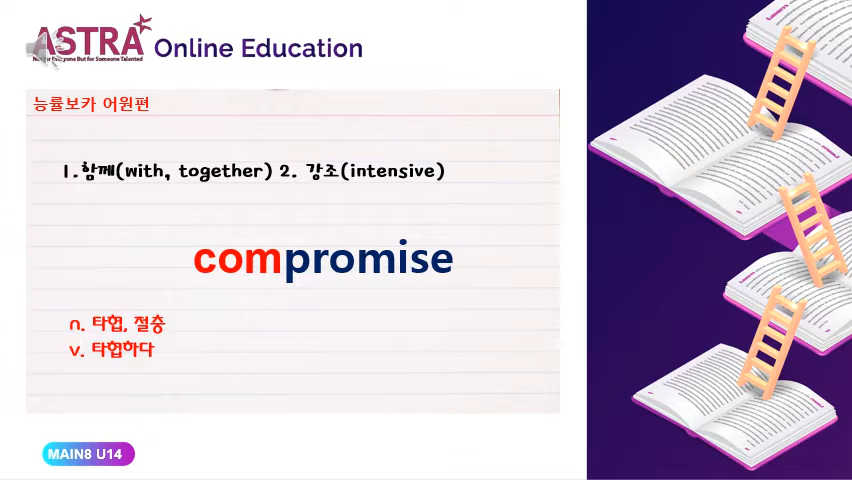 ASTRA
Online Education
능률보카 어원편
1.함께(with, together) 2. 강조(intensive)
compromise
n. 타협, 절충
v. 타협하다
MAIN8 U14